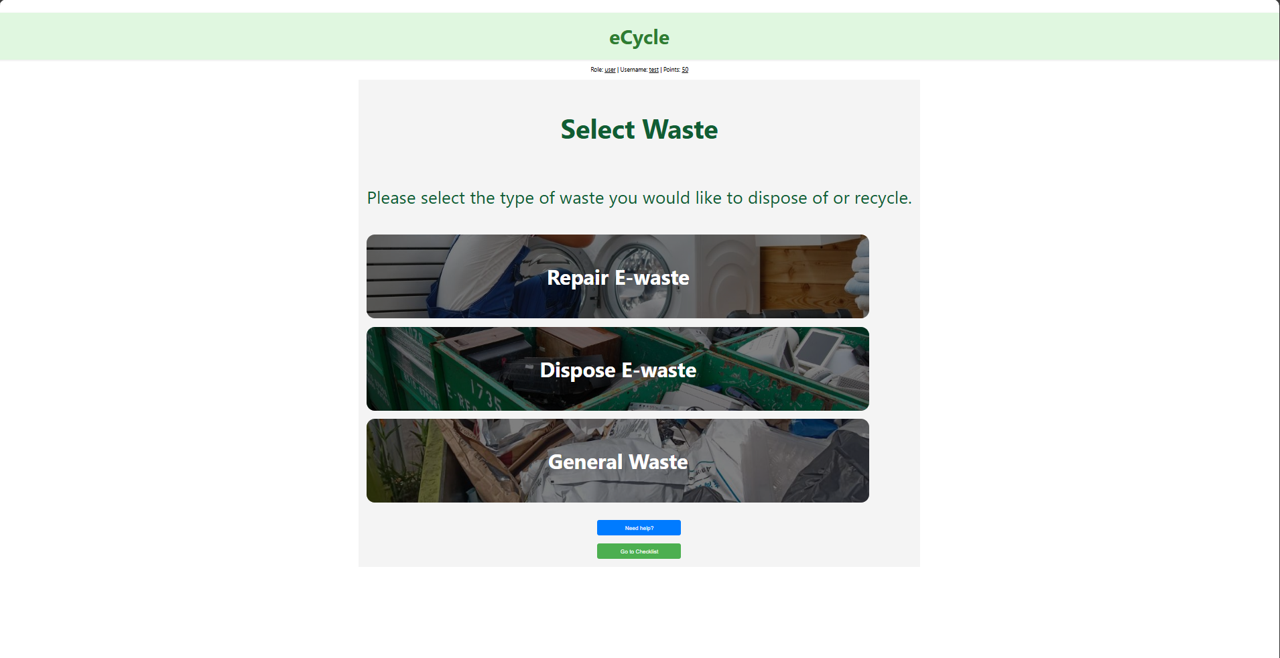 eCycle
Role: user | Username: test | Points: 50
Select Waste
Please select the type of waste you would like to dispose of or recycle.
Repair E-waste
Dispose E-waste
1735
General Waste
Need help?
Go to Checklist